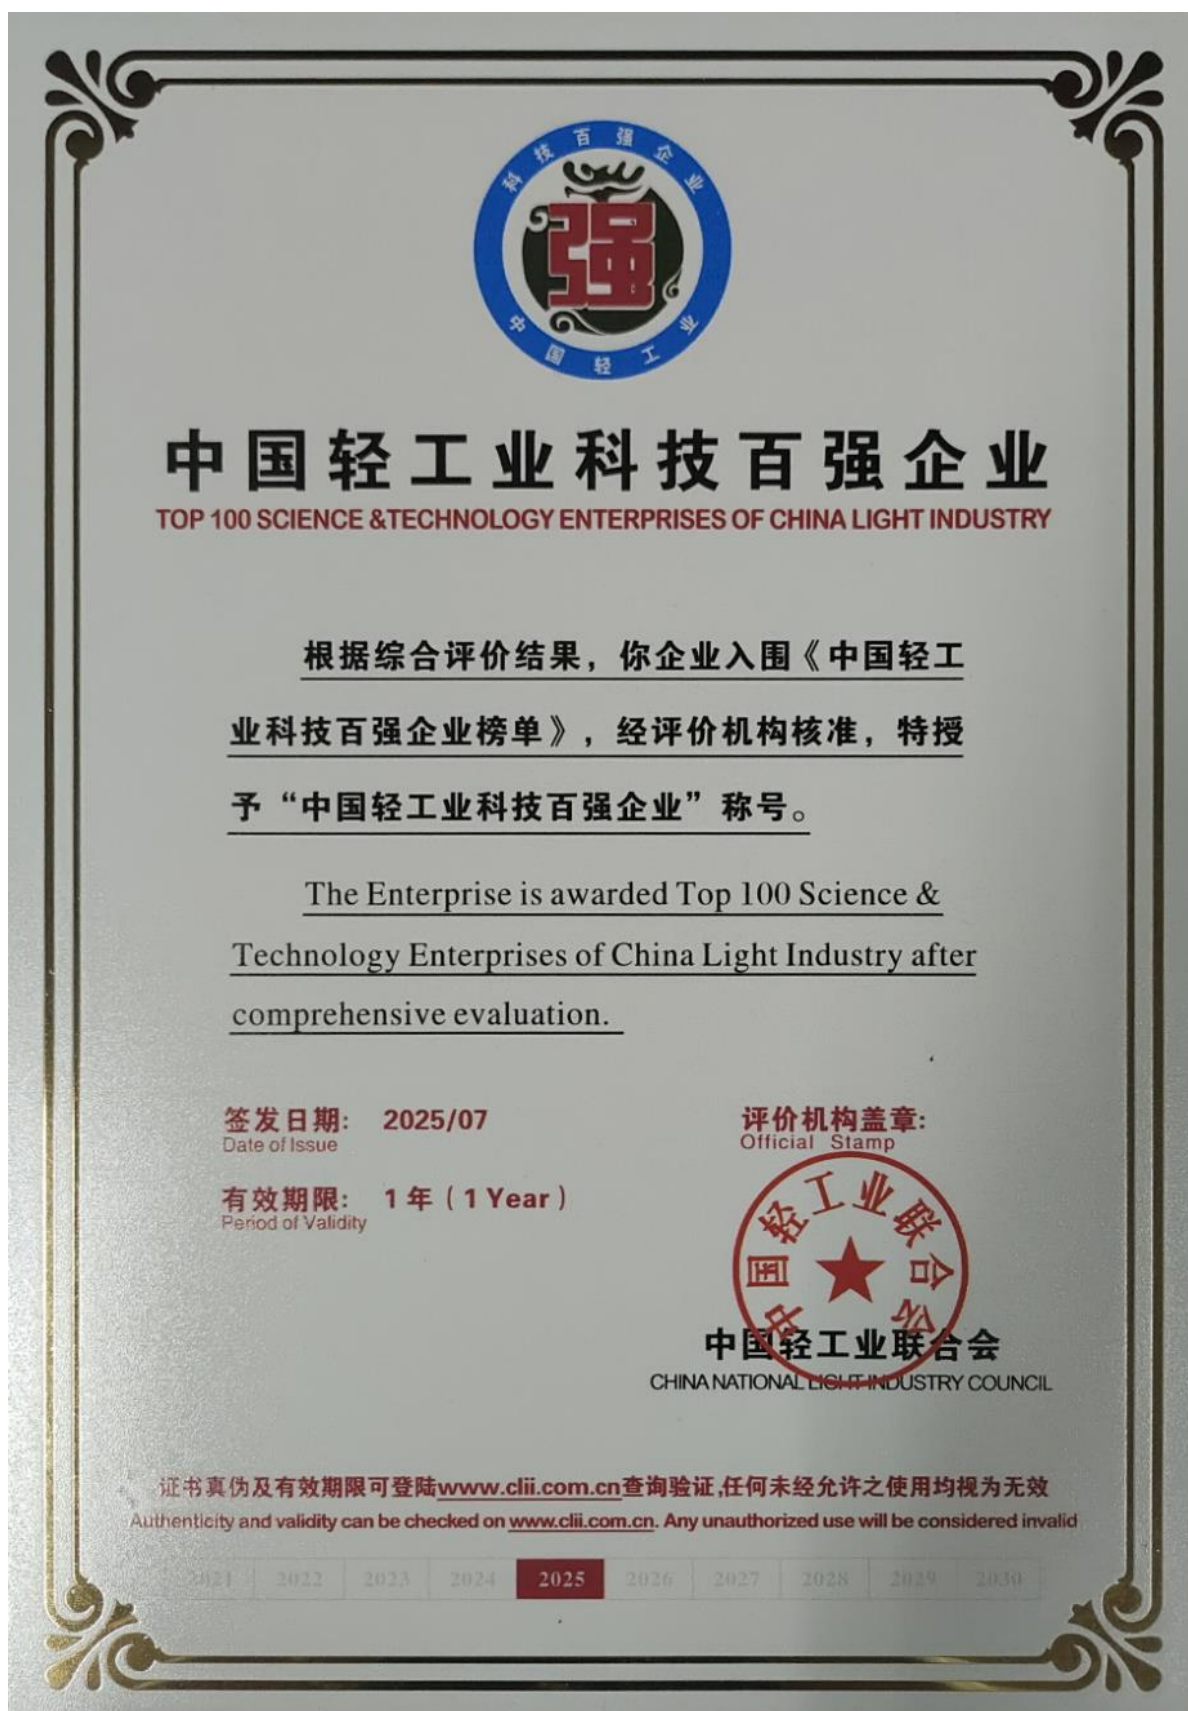 科技百强企业
强
中国轻工业
中国轻工业科技百强企业
TOP 100 SCIENCE &TECHNOLOGY ENTERPRISES OF CHINA LIGHT INDUSTRY
根据综合评价结果，你企业入围《中国轻工
业科技百强企业榜单》，经评价机构核准，特授
予“中国轻工业科技百强企业”称号。
The Enterprise is awarded Top 100 Science &
Technology Enterprises of China Light Industry after
comprehensive evaluation.
签发日期: 2025/07
Date of Issue
有效期限: 1年（1 Year）
Period of Validity
评价机构盖章:
Official Stamp
中国轻工业联合会
中国轻工业联合会
CHINA NATIONAL LIGHT INDUSTRY COUNCIL
证书真伪及有效期限可登陆www.clii.com.cn查询验证,任何未经允许之使用均视为无效
Authenticity and validity can be checked on www.clii.com.cn. Any unauthorized use will be considered invalid
2021 2022 2023 2024 2025 2026 2027 2028 2029 2030